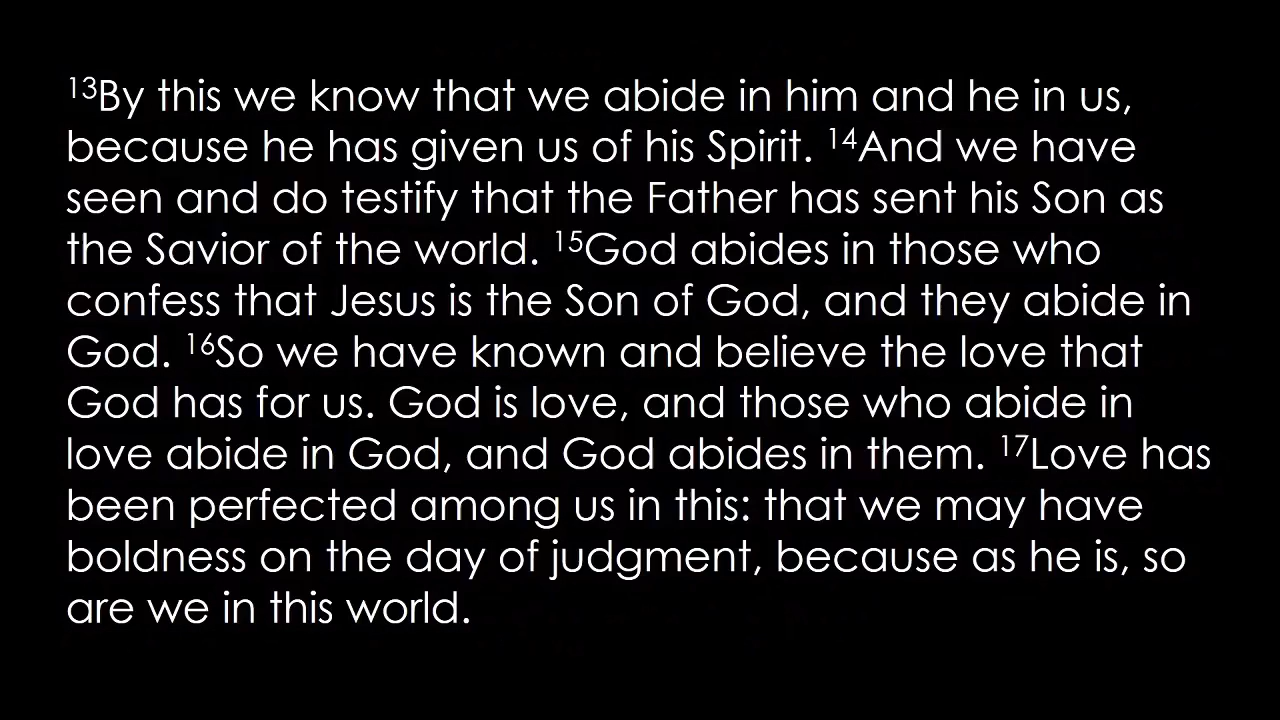 ¹³By this we know that we abide in him and he in us,
because he has given us of his Spirit. ¹⁴And we have
seen and do testify that the Father has sent his Son as
the Savior of the world. ¹⁵God abides in those who
confess that Jesus is the Son of God, and they abide in
God. ¹⁶So we have known and believe the love that
God has for us. God is love, and those who abide in
love abide in God, and God abides in them. ¹⁷Love has
been perfected among us in this: that we may have
boldness on the day of judgment, because as he is, so
are we in this world.